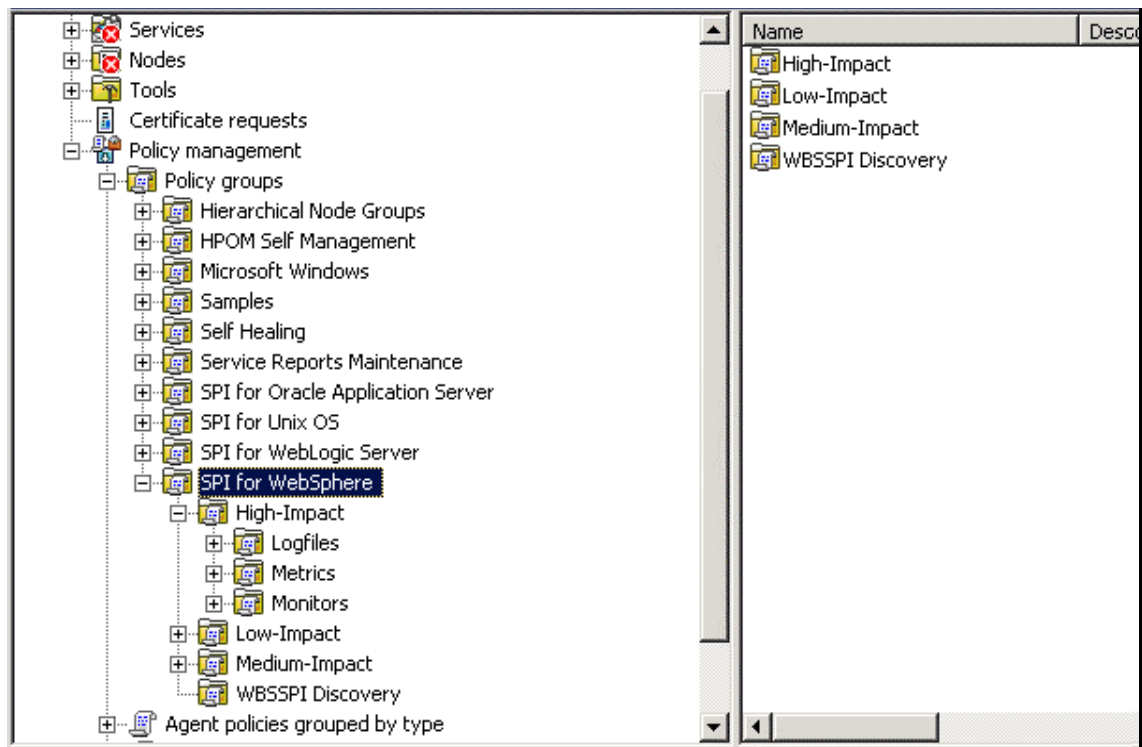 Services
Nodes
Tools
Certificate requests
Policy management
Policy groups
Hierarchical Node Groups
HPOM Self Management
Microsoft Windows
Samples
Self Healing
Service Reports Maintenance
SPI for Oracle Application Server
SPI for Unix OS
SPI for WebLogic Server
SPI for WebSphere
High-Impact
Logfiles
Metrics
Monitors
Low-Impact
Medium-Impact
WBSSPI Discovery
Agent policies grouped by type
Name Desc
High-Impact
Low-Impact
Medium-Impact
WBSSPI Discovery